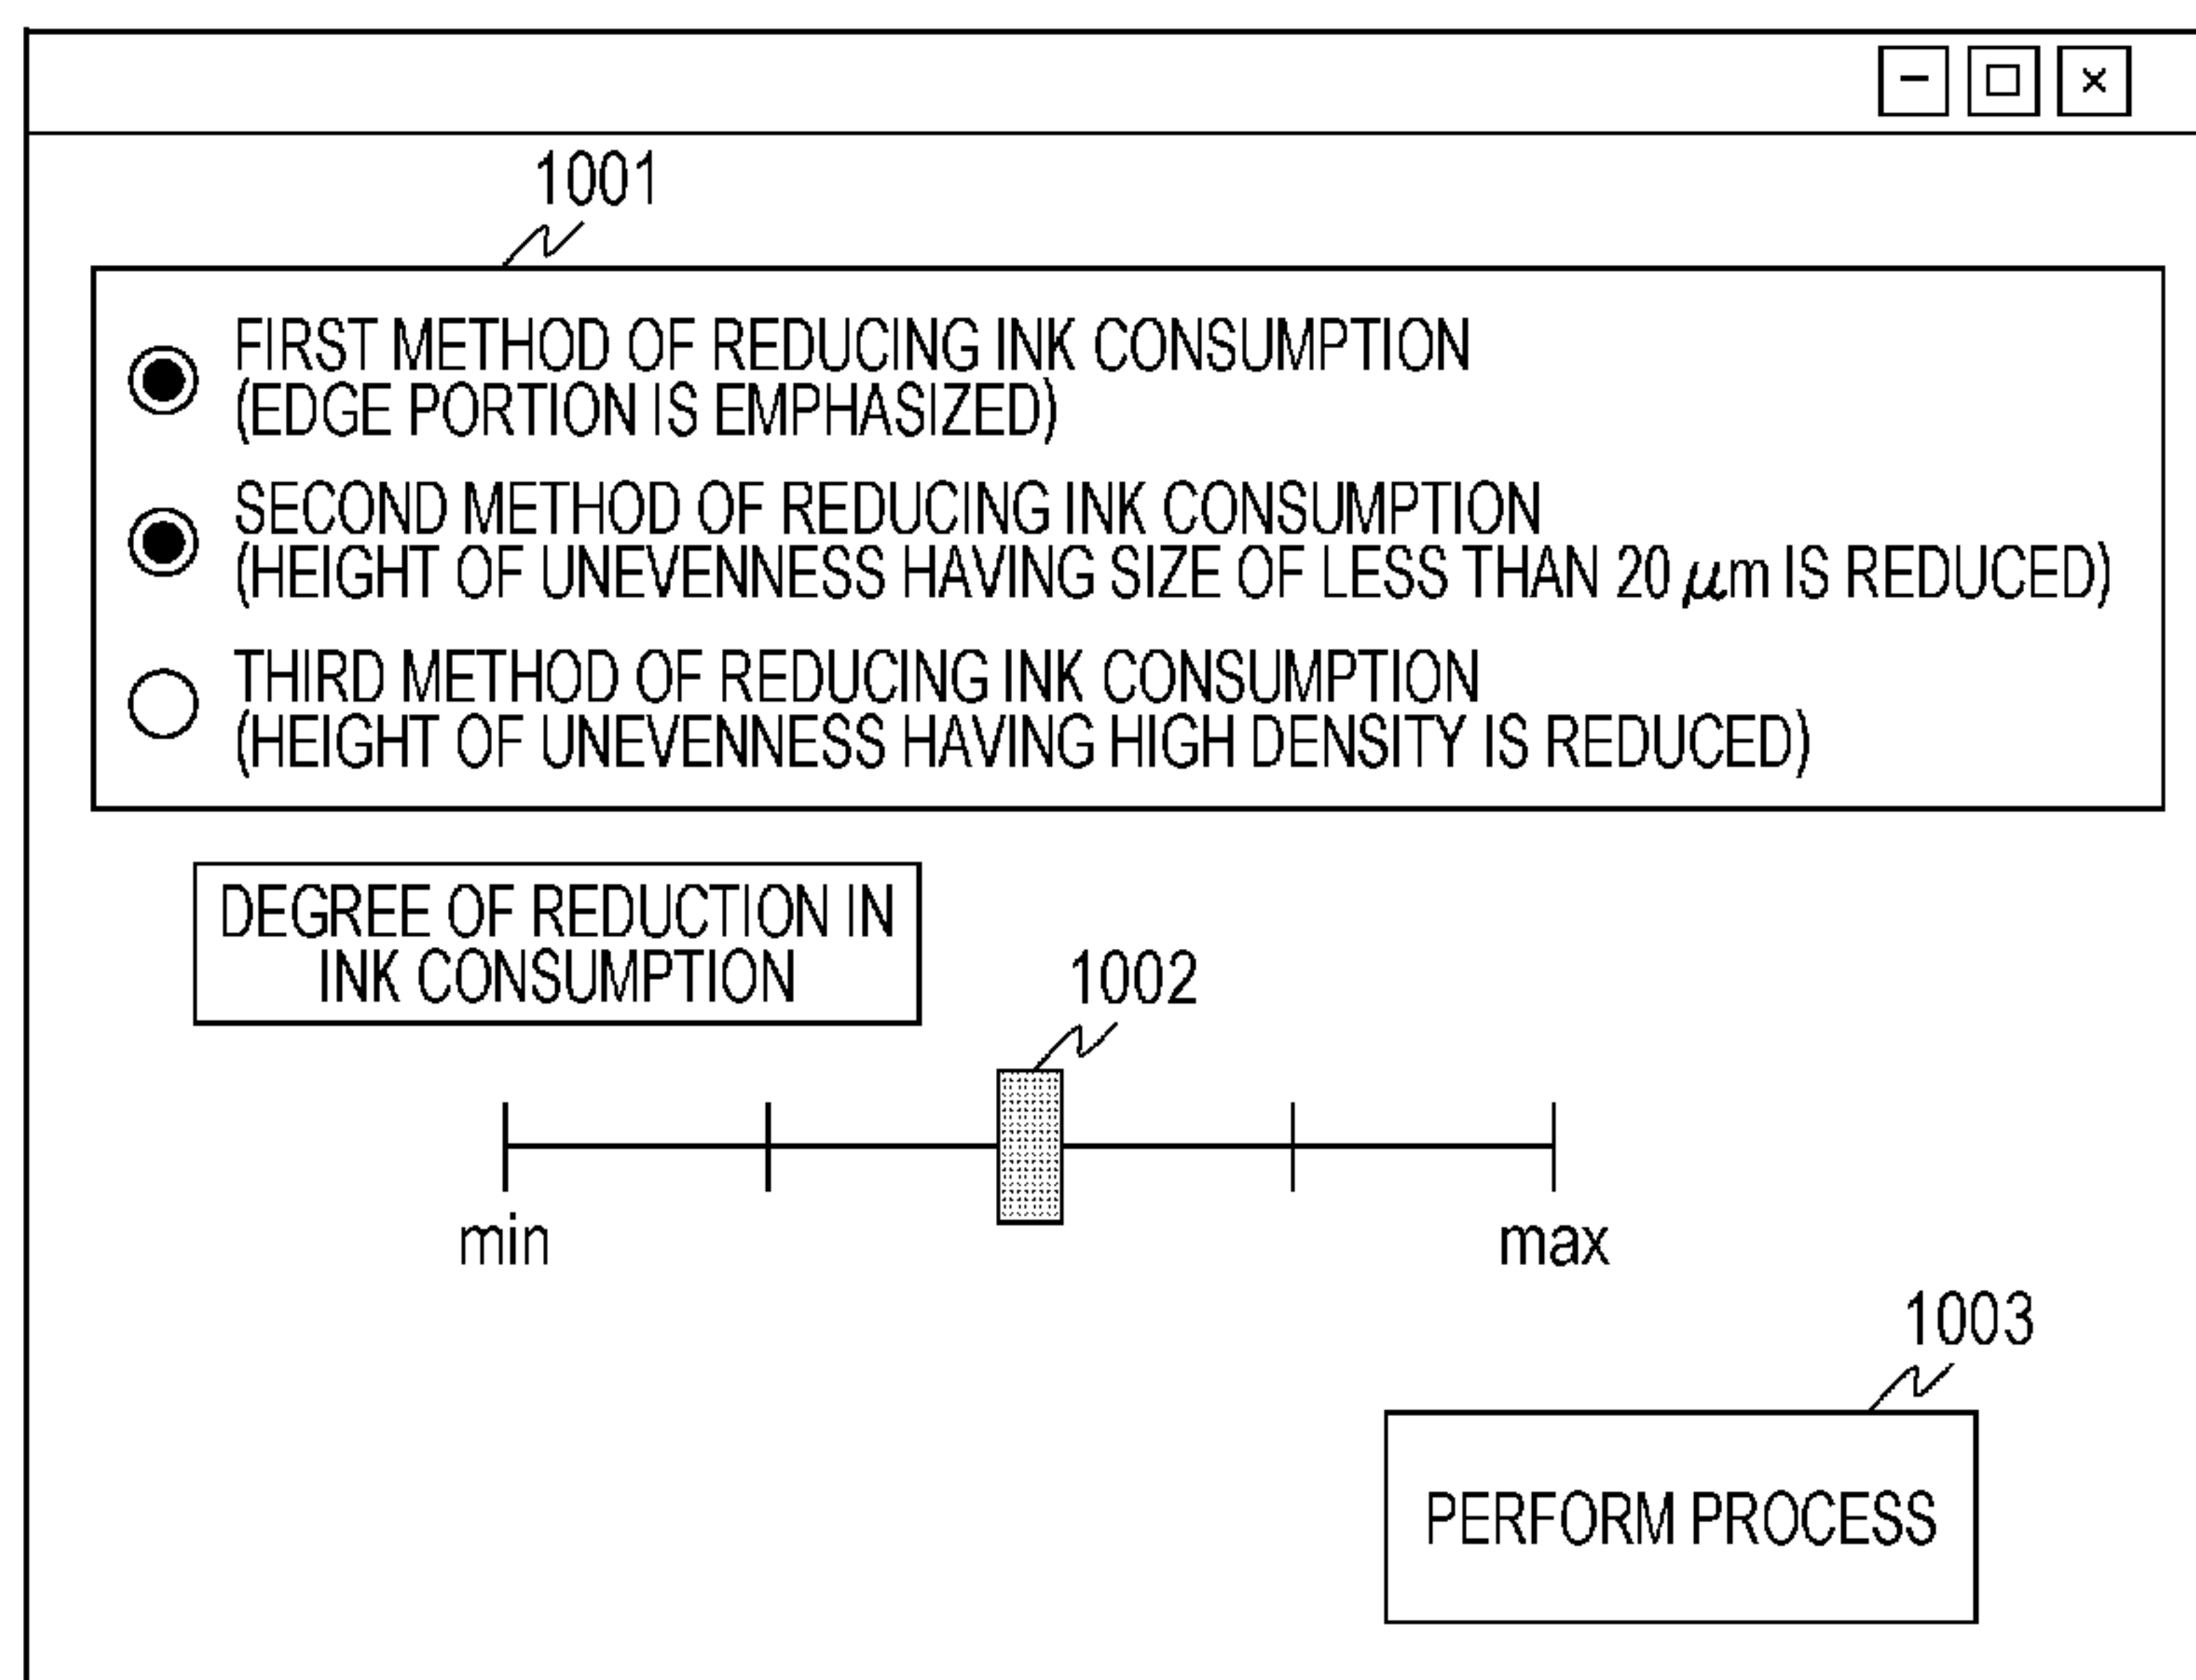 1001
FIRST METHOD OF REDUCING INK CONSUMPTION
(EDGE PORTION IS EMPHASIZED)
SECOND METHOD OF REDUCING INK CONSUMPTION
(HEIGHT OF UNEVENNESS HAVING SIZE OF LESS THAN 20 μm IS REDUCED)
THIRD METHOD OF REDUCING INK CONSUMPTION
(HEIGHT OF UNEVENNESS HAVING HIGH DENSITY IS REDUCED)
DEGREE OF REDUCTION IN
INK CONSUMPTION
1002
min
max
1003
PERFORM PROCESS